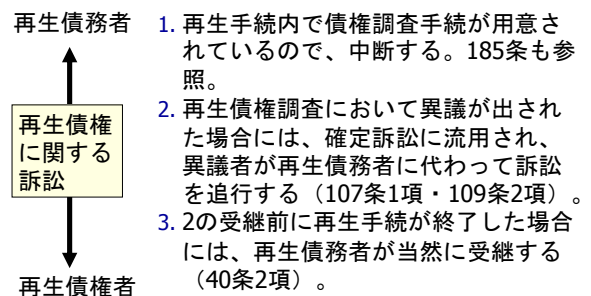 再生債務者
再生債権
に関する
訴訟
再生債権者
1. 再生手続内で債権調査手続が用意さ
れているので、中断する。185条も参
照。
2. 再生債権調査において異議が出され
た場合には、確定訴訟に流用され、
異議者が再生債務者に代わって訴訟
を追行する（107条1項・109条2項）。
3. 2の受継前に再生手続が終了した場合
には、再生債務者が当然に受継する
（40条2項）。